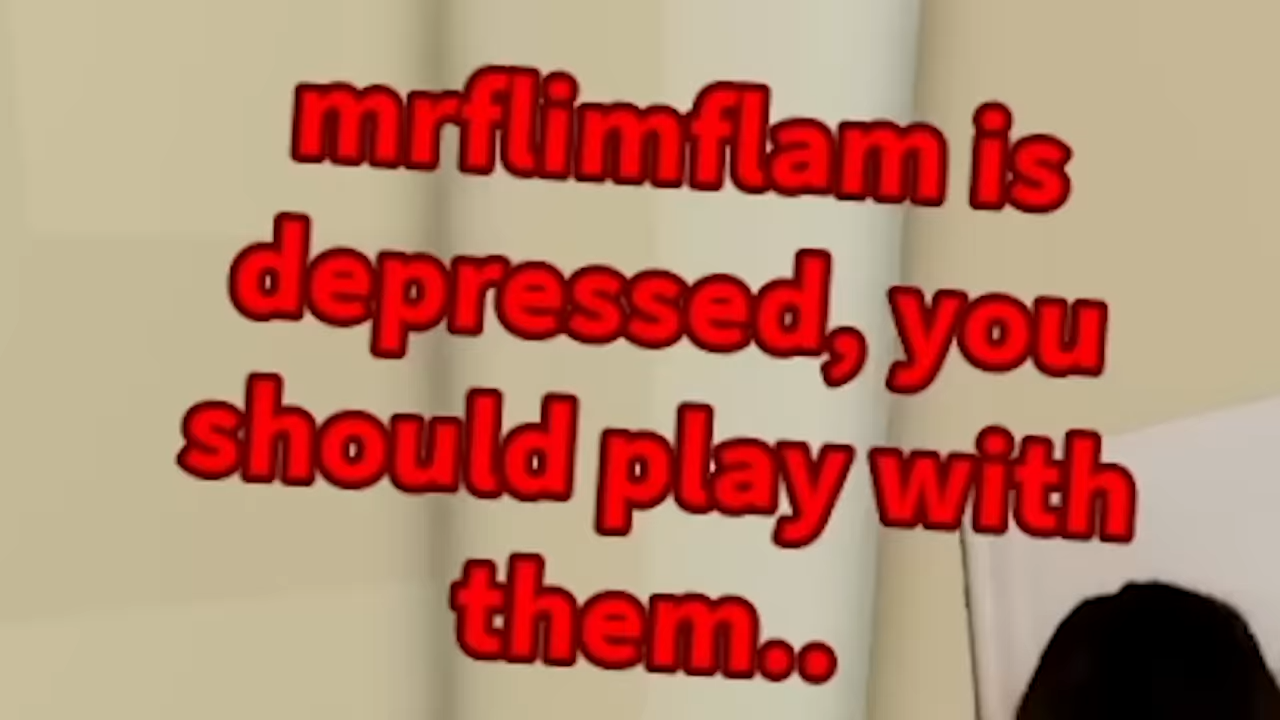 mrflimflam is
depressed, you
should play with
them..